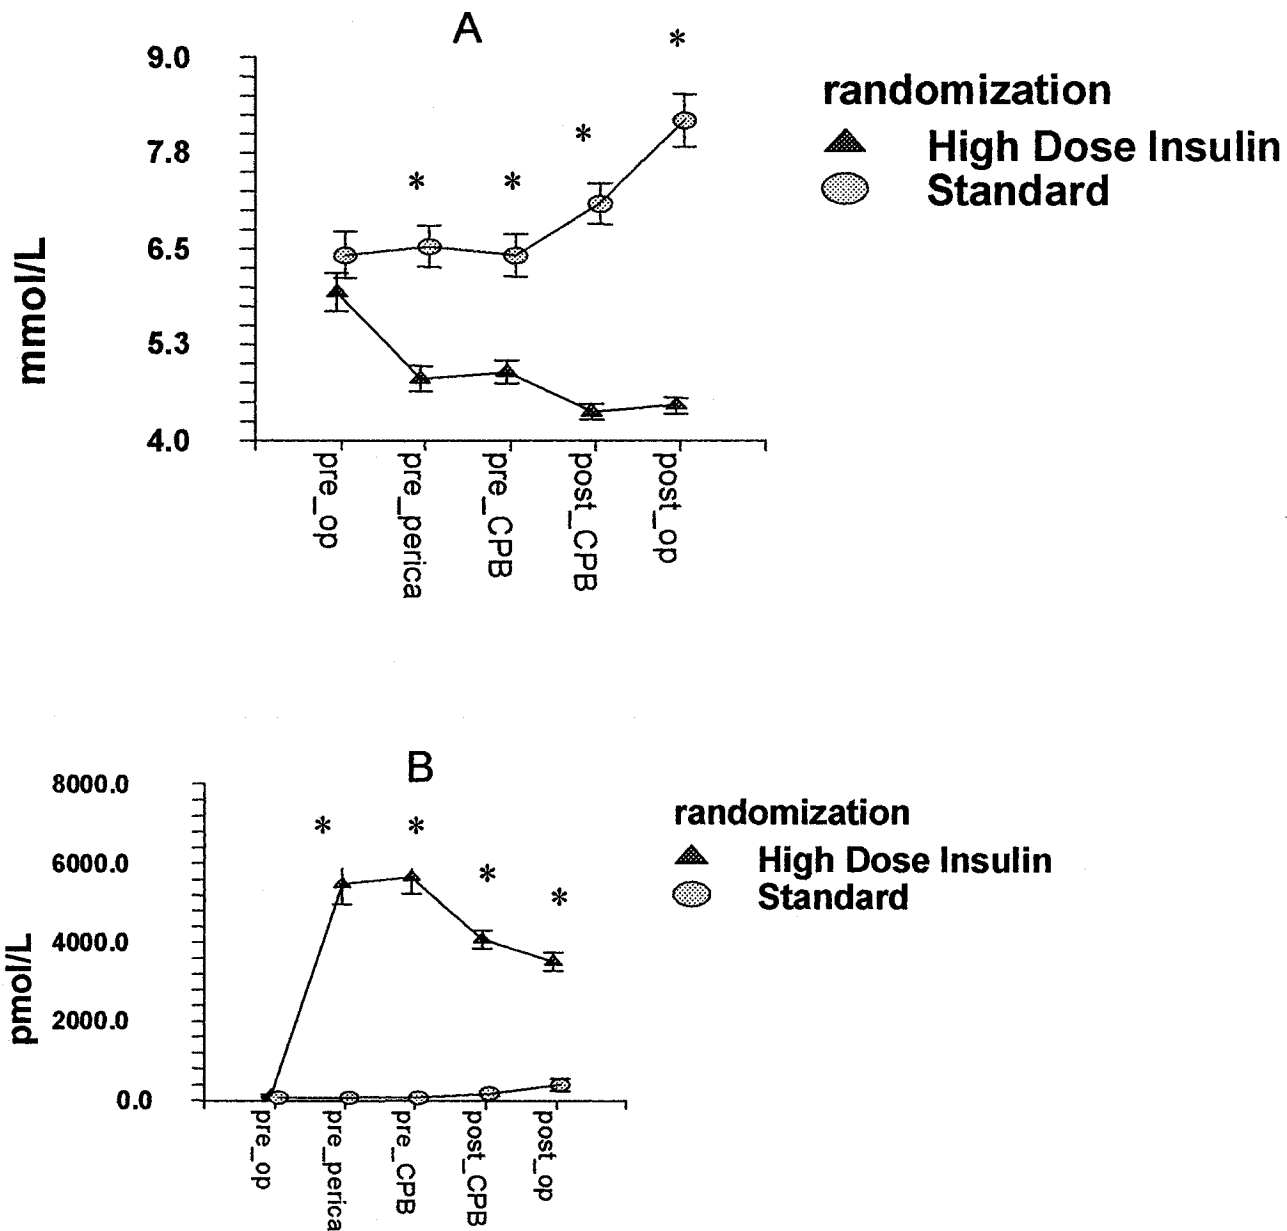 A
9.0
7.8
6.5
5.3
4.0
mmol/L
* * * *
pre_op
pre_perica
pre_CPB
post_CPB
post_op
randomization
High Dose Insulin
Standard
B
8000.0
6000.0
4000.0
2000.0
0.0
pmol/L
* * * *
pre_op
pre_perica
pre_CPB
post_CPB
post_op
randomization
High Dose Insulin
Standard